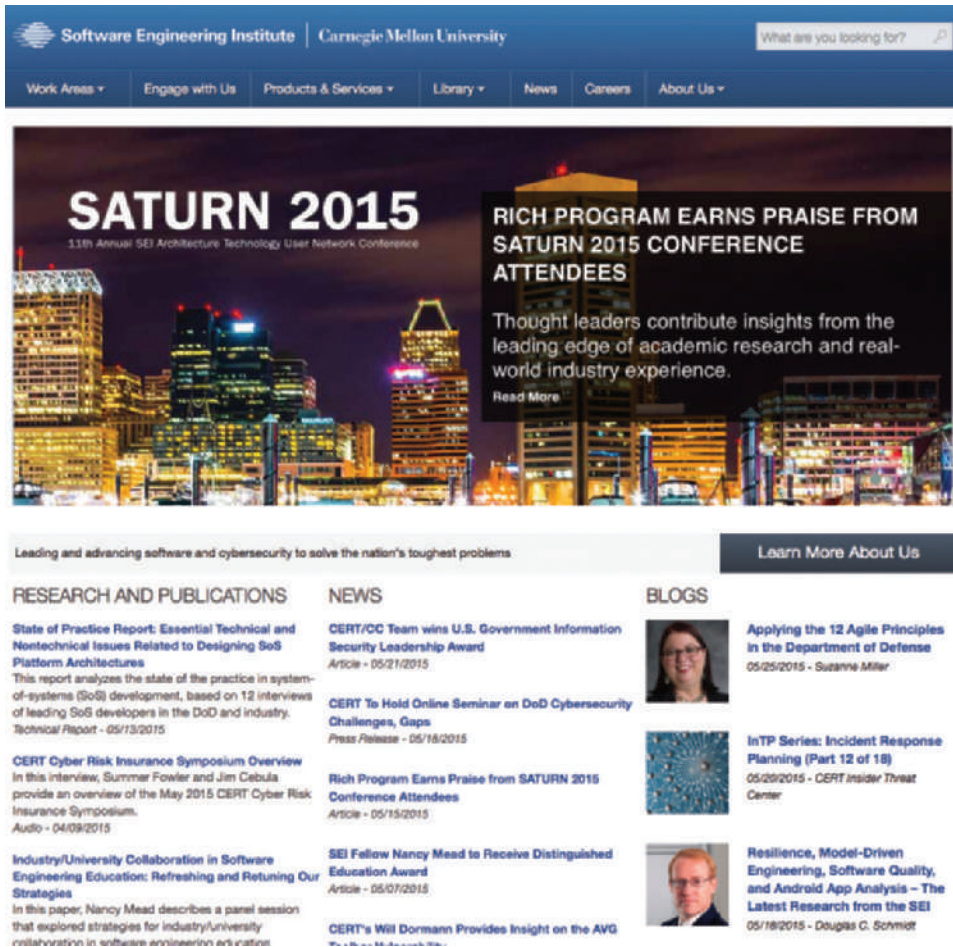 Software Engineering Institute | Carnegie Mellon University
What are you looking for?
Work Areas
Engage with Us
Products & Services
Library
News
Careers
About Us
SATURN 2015
11th Annual SEI Architecture Technology User Network Conference
RICH PROGRAM EARNS PRAISE FROM
SATURN 2015 CONFERENCE
ATTENDEES
Thought leaders contribute insights from the
leading edge of academic research and real-
world industry experience.
Read More
Leading and advancing software and cybersecurity to solve the nation's toughest problems
Learn More About Us
RESEARCH AND PUBLICATIONS
State of Practice Report: Essential Technical and
Nontechnical Issues Related to Designing SoS
Platform Architectures
This report analyzes the state of the practice in system-
of-systems (SoS) development, based on 12 interviews
of leading SoS developers in the DoD and industry.
Technical Report - 05/13/2015
CERT Cyber Risk Insurance Symposium Overview
In this interview, Summer Fowler and Jim Cebula
provide an overview of the May 2015 CERT Cyber Risk
Insurance Symposium.
Audio - 04/09/2015
Industry/University Collaboration in Software
Engineering Education: Refreshing and Retuning Our
Strategies
In this paper, Nancy Mead describes a panel session
that explored strategies for industry/university
collaboration in software engineering education
NEWS
CERT/CC Team wins U.S. Government Information
Security Leadership Award
Article - 05/21/2015
CERT To Hold Online Seminar on DoD Cybersecurity
Challenges, Gaps
Press Release - 05/18/2015
Rich Program Earns Praise from SATURN 2015
Conference Attendees
Article - 05/15/2015
SEI Fellow Nancy Mead to Receive Distinguished
Education Award
Article - 05/07/2015
CERT's Will Dormann Provides Insight on the AVG
Toolbar Vulnerability
BLOGS
Applying the 12 Agile Principles
in the Department of Defense
05/25/2015 - Suzanne Miller
InTP Series: Incident Response
Planning (Part 12 of 18)
05/20/2015 - CERT Insider Threat
Center
Resilience, Model-Driven
Engineering, Software Quality,
and Android App Analysis – The
Latest Research from the SEI
05/18/2015 - Douglas C. Schmidt